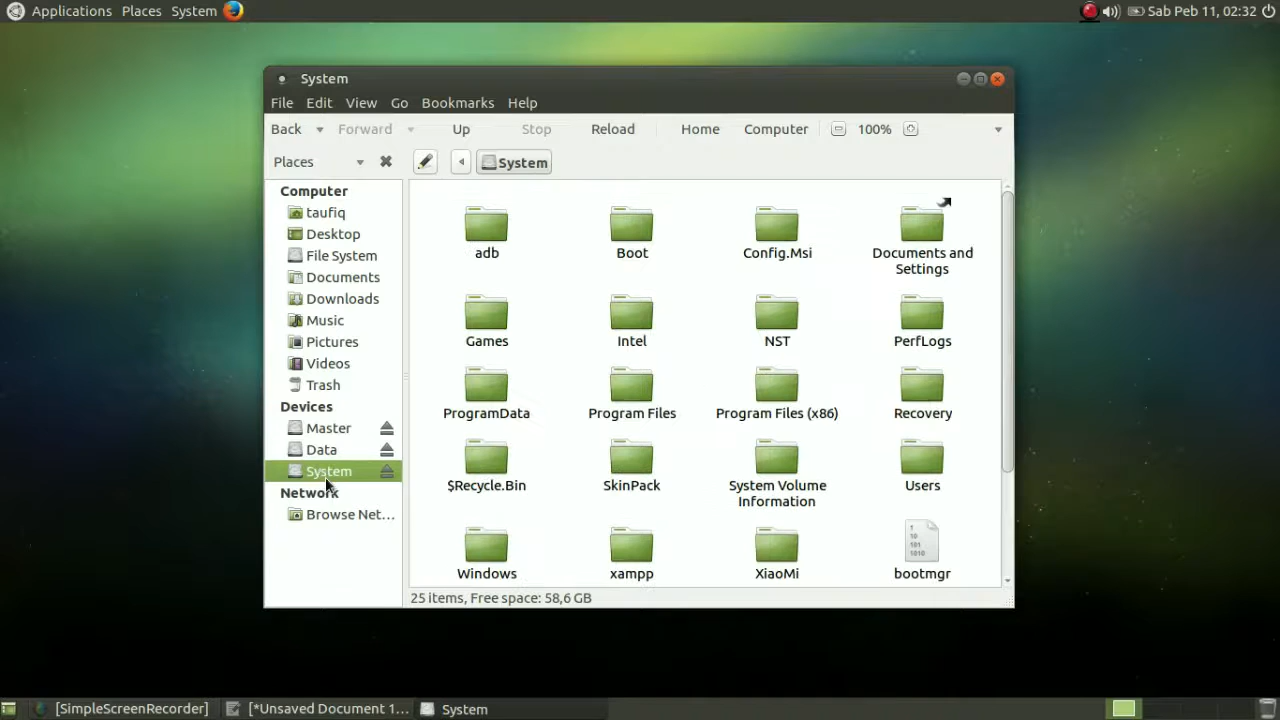 Applications Places System Sab Peb 11, 02:32
System
File Edit View Go Bookmarks Help
Back Forward Up Stop Reload Home Computer 100%
Places System
Computer
taufiq
Desktop
File System
Documents
Downloads
Music
Pictures
Videos
Trash
Devices
Master
Data
System
Network
Browse Net...
adb Boot Config.Msi Documents and
Settings
Games Intel NST PerfLogs
ProgramData Program Files Program Files (x86) Recovery
$Recycle.Bin SkinPack System Volume Users
Information
1
10
101
1010
Windows xampp XiaoMi bootmgr
25 items, Free space: 58,6 GB
[SimpleScreenRecorder] [*Unsaved Document 1... System